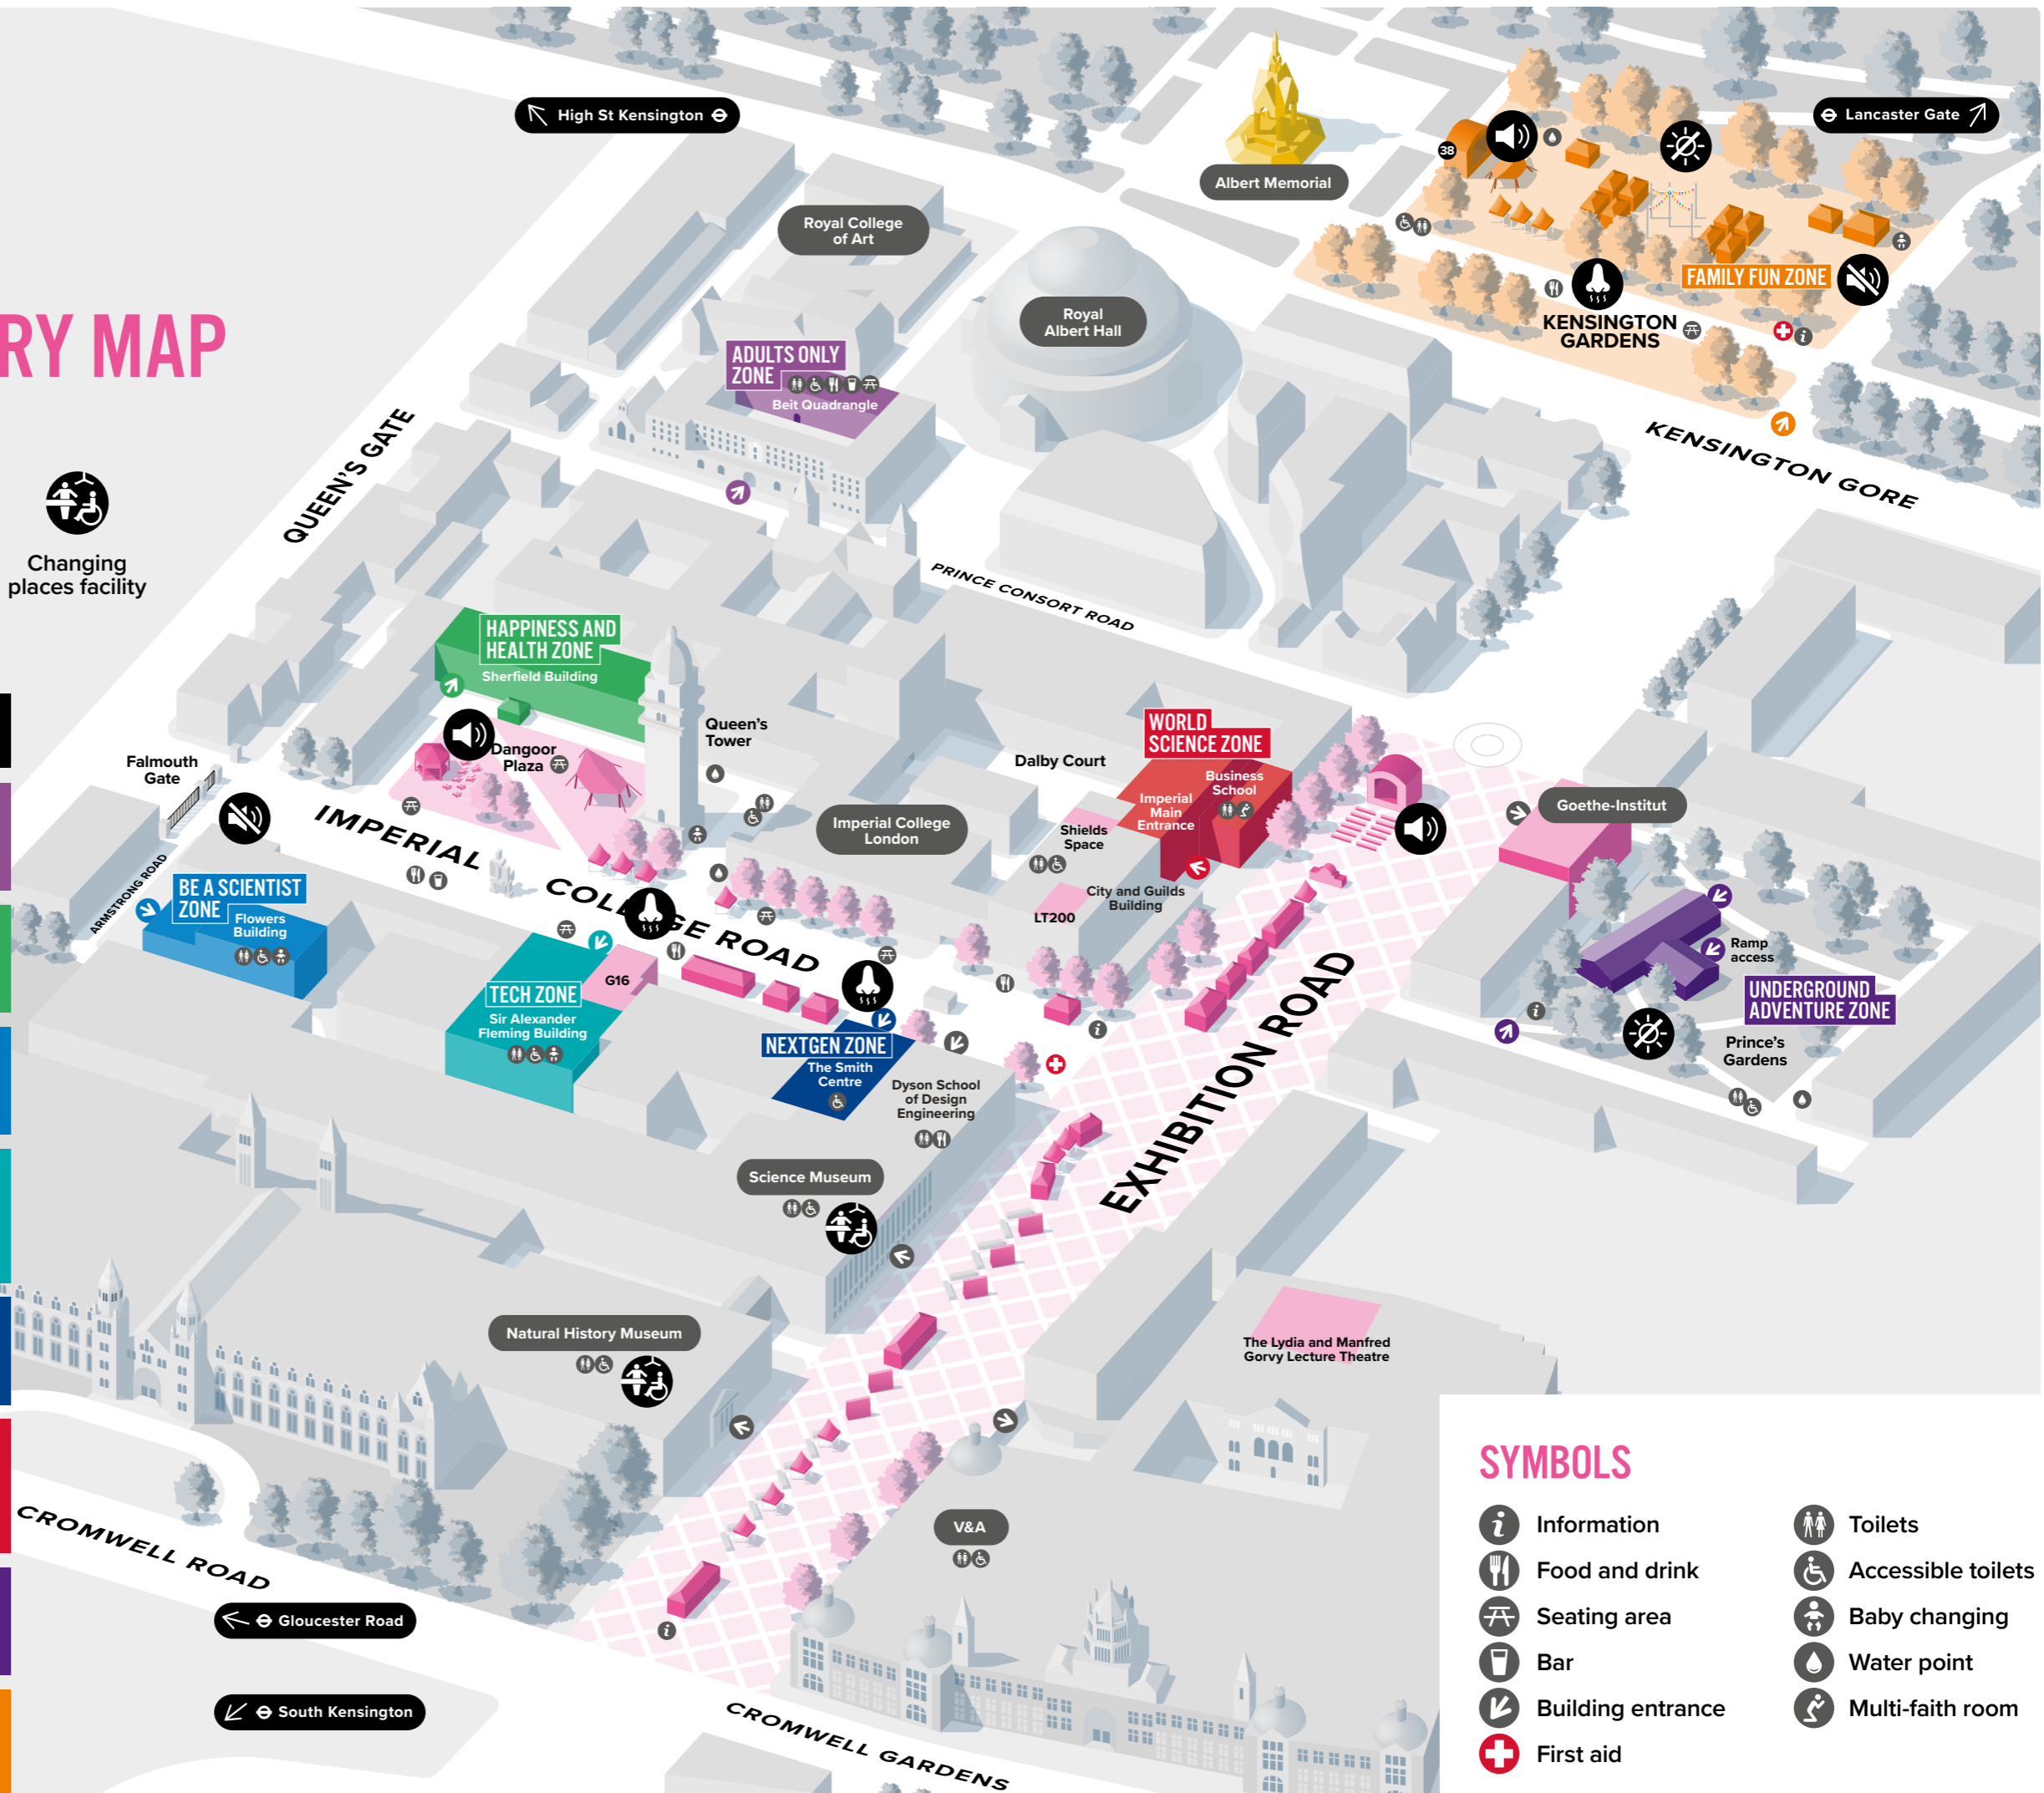 High St Kensington
Lancaster Gate
38
Albert Memorial
Royal College
of Art
Royal
Albert Hall
FAMILY FUN ZONE
KENSINGTON
GARDENS
RY MAP
ADULTS ONLY
ZONE
Beit Quadrangle
QUEEN'S GATE
KENSINGTON GORE
Changing
places facility
PRINCE CONSORT ROAD
HAPPINESS AND
HEALTH ZONE
Sherfield Building
Queen's
Tower
Dangoor
Plaza
Falmouth
Gate
WORLD
SCIENCE ZONE
Dalby Court
Business
School
Imperial
Main
Entrance
Goethe-Institut
IMPERIAL COLLEGE ROAD
Imperial College
London
Shields
Space
ARMSTRONG ROAD
BE A SCIENTIST
ZONE
Flowers
Building
City and Guilds
Building
LT200
Ramp
access
G16
TECH ZONE
Sir Alexander
Fleming Building
UNDERGROUND
ADVENTURE ZONE
Prince's
Gardens
NEXTGEN ZONE
The Smith
Centre
Dyson School
of Design
Engineering
EXHIBITION ROAD
Science Museum
Natural History Museum
The Lydia and Manfred
Gorvy Lecture Theatre
V&A
CROMWELL ROAD
Gloucester Road
South Kensington
CROMWELL GARDENS
SYMBOLS
Information
Food and drink
Seating area
Bar
Building entrance
First aid
Toilets
Accessible toilets
Baby changing
Water point
Multi-faith room